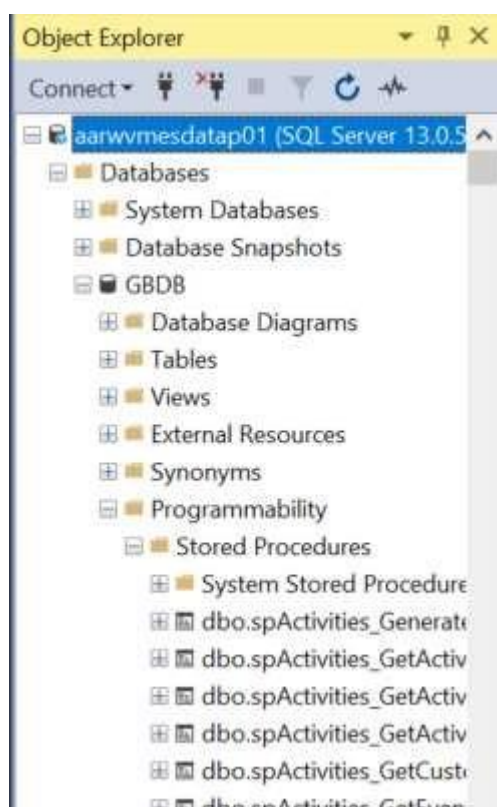 Object Explorer
Connect
aarwvmesdatap01 (SQL Server 13.0.5
Databases
System Databases
Database Snapshots
GBDB
Database Diagrams
Tables
Views
External Resources
Synonyms
Programmability
Stored Procedures
System Stored Procedure
dbo.spActivities_Generate
dbo.spActivities_GetActiv
dbo.spActivities_GetActiv
dbo.spActivities_GetActiv
dbo.spActivities_GetCust